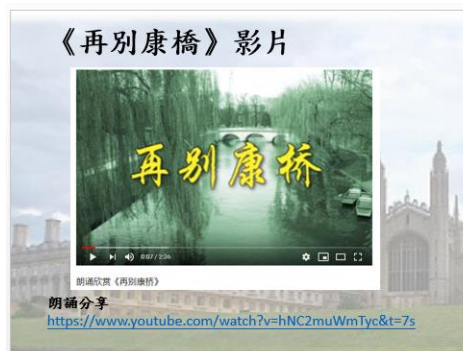 《再別康橋》影片
再别康桥
0:07 / 2:36
朗诵欣赏《再别康桥》
朗誦分享
https://www.youtube.com/watch?v=hNC2muWmTyc&t=7s